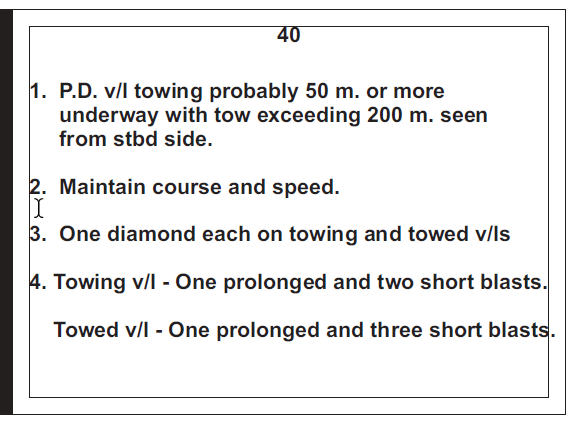 40
1. P.D. v/l towing probably 50 m. or more
underway with tow exceeding 200 m. seen
from stbd side.
2. Maintain course and speed.
3. One diamond each on towing and towed v/ls
4. Towing v/l - One prolonged and two short blasts.
Towed v/l - One prolonged and three short blasts.